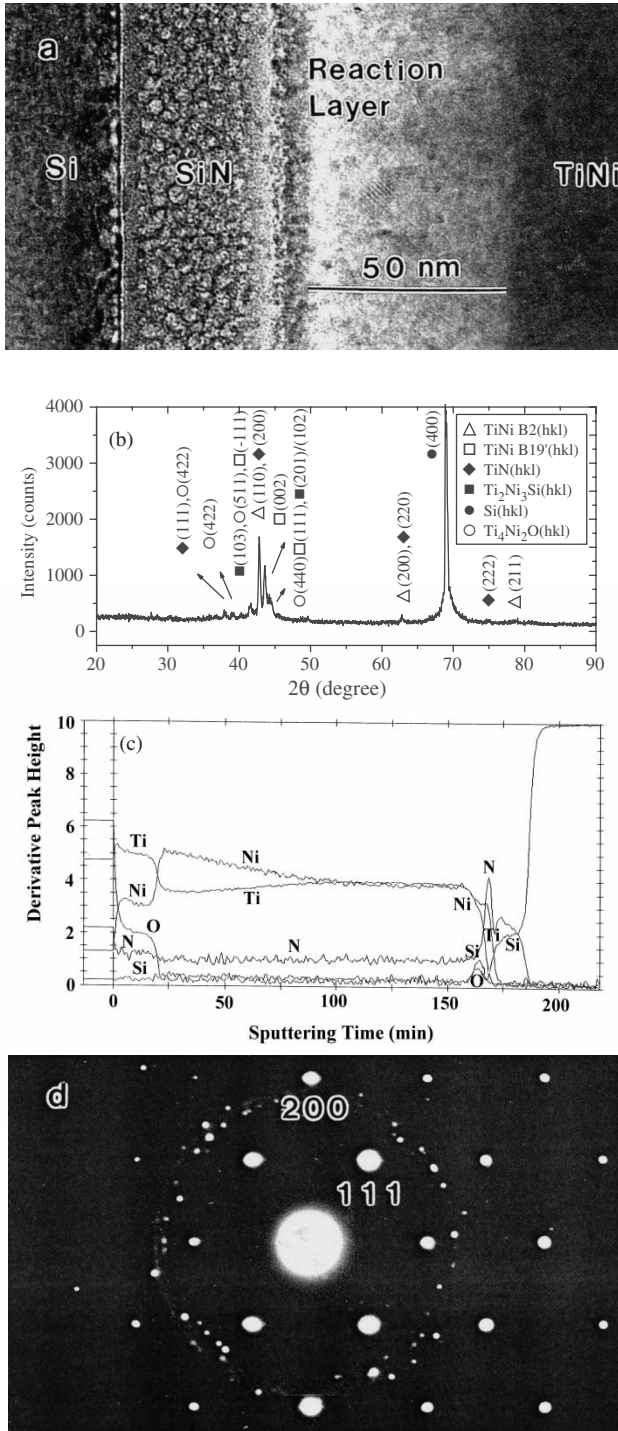 a
Reaction
Layer
Si
SiN
TiNi
50 nm
(b)
4000
3000
2000
1000
0
Intensity (counts)
◆(111),○(422)
○(422)
■(103),○(511),□(-111)
△(110),◆(200)
□(002)
○(440)□(111),■(201)/(102)
△(200),◆(220)
●(400)
◆(222)
△(211)
△ TiNi B2(hkl)
□ TiNi B19'(hkl)
◆ TiN(hkl)
■ Ti₂Ni₃Si(hkl)
● Si(hkl)
○ Ti₄Ni₂O(hkl)
20 30 40 50 60 70 80 90
2θ (degree)
(c)
10
8
6
4
2
0
Derivative Peak Height
Ti
Ni
O
N
Si
Ni
Ti
N
N
Ni
Ti
Si
Si
O
0 50 100 150 200
Sputtering Time (min)
d
200
111